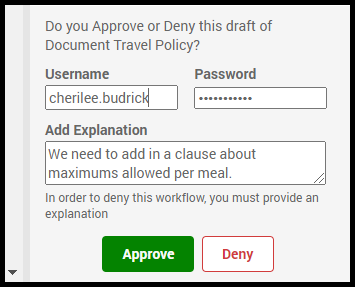 Do you Approve or Deny this draft of
Document Travel Policy?
Username Password
cherilee.budrick •••••••••••
Add Explanation
We need to add in a clause about
maximums allowed per meal.
In order to deny this workflow, you must provide an
explanation
Approve Deny